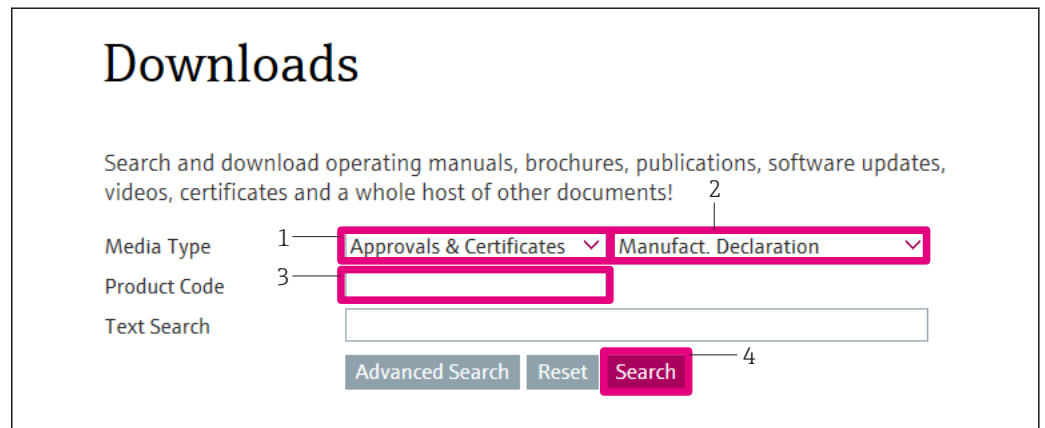 Downloads
Search and download operating manuals, brochures, publications, software updates,
videos, certificates and a whole host of other documents!
2
Media Type 1 Approvals & Certificates Manufact. Declaration
Product Code 3
Text Search
Advanced Search Reset Search 4